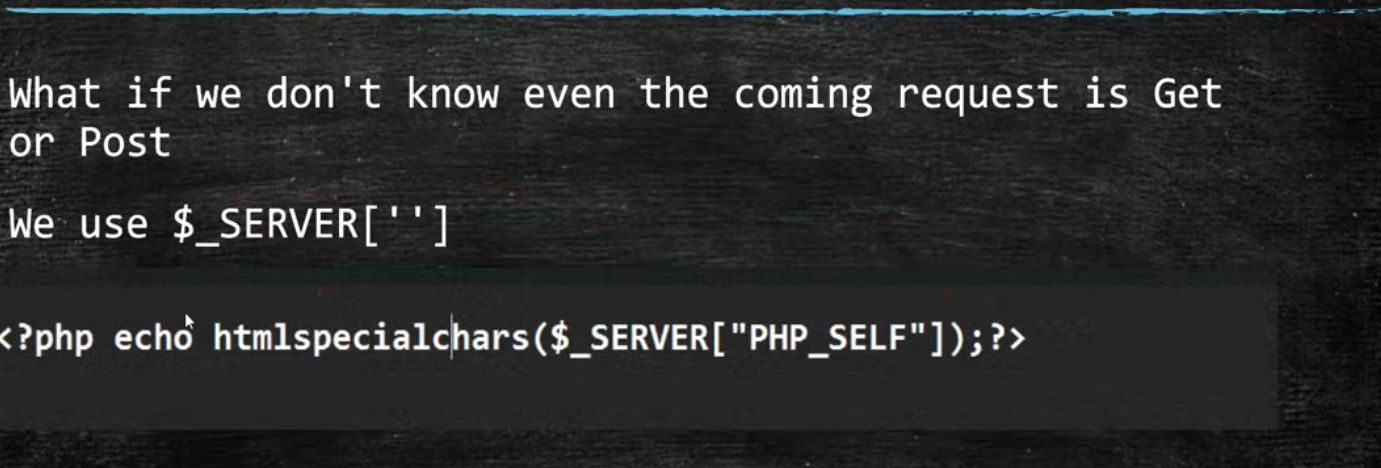 What if we don't know even the coming request is Get
or Post
We use $_SERVER['']
<?php echo htmlspecialchars($_SERVER["PHP_SELF"]);?>